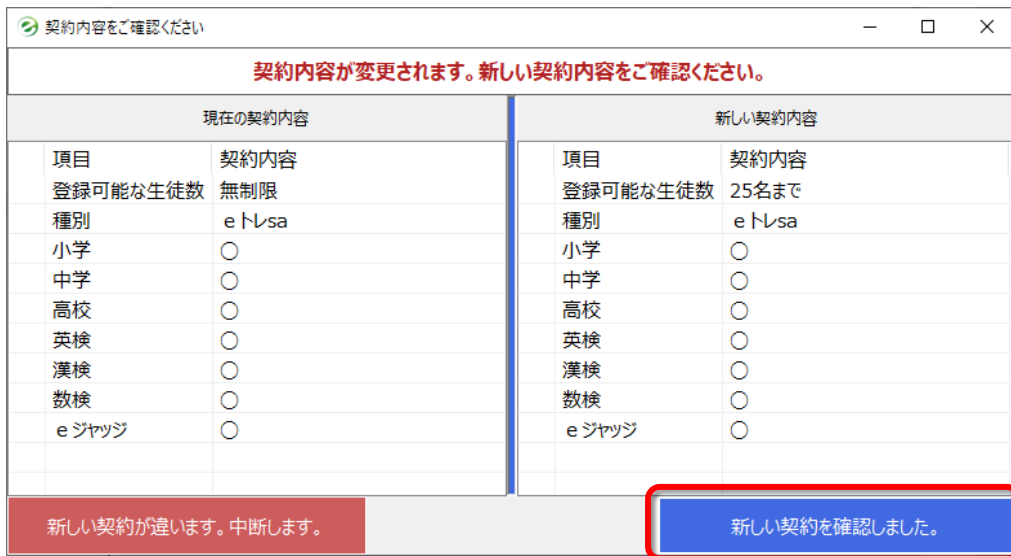 契約内容をご確認ください
契約内容が変更されます。新しい契約内容をご確認ください。
現在の契約内容
項目 契約内容
登録可能な生徒数 無制限
種別 eトレsa
小学 〇
中学 〇
高校 〇
英検 〇
漢検 〇
数検 〇
eジャッジ 〇
新しい契約内容
項目 契約内容
登録可能な生徒数 25名まで
種別 eトレsa
小学 〇
中学 〇
高校 〇
英検 〇
漢検 〇
数検 〇
eジャッジ 〇
新しい契約が違います。中断します。
新しい契約を確認しました。